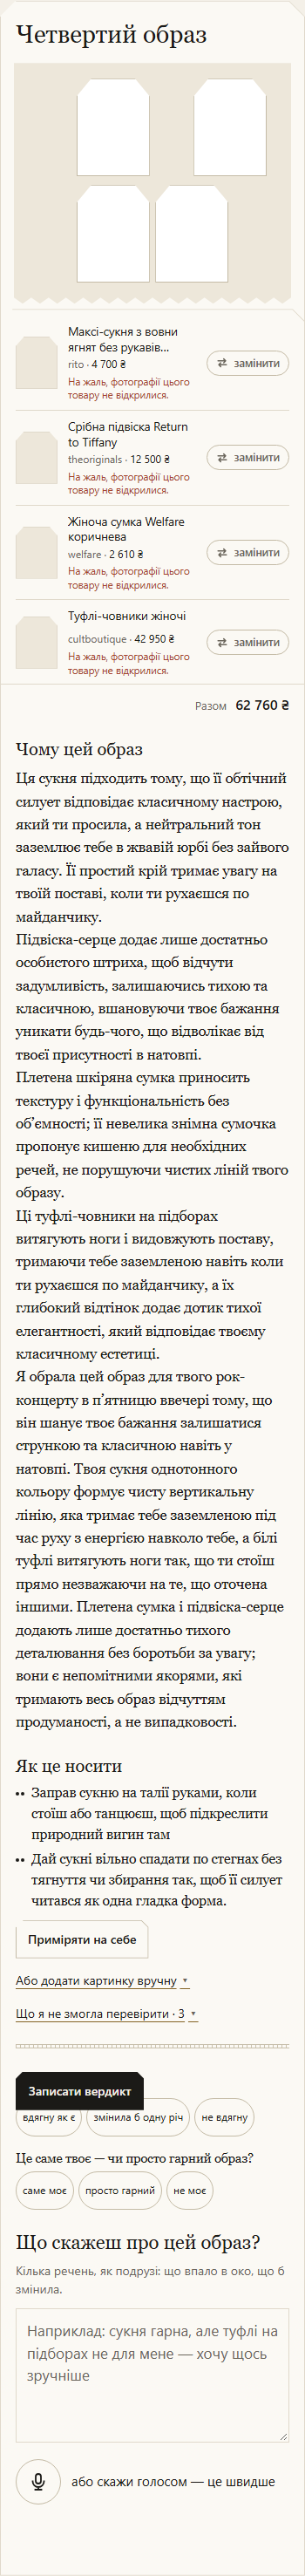 Четвертий образ
Максі-сукня з вовни
ягнят без рукавів...
rito · 4 700 ₴
На жаль, фотографії цього
товару не відкрилися.
замінити
Срібна підвіска Return
to Tiffany
theoriginals · 12 500 ₴
На жаль, фотографії цього
товару не відкрилися.
замінити
Жіноча сумка Welfare
коричнева
welfare · 2 610 ₴
На жаль, фотографії цього
товару не відкрилися.
замінити
Туфлі-човники жіночі
cultboutique · 42 950 ₴
На жаль, фотографії цього
товару не відкрилися.
замінити
Разом 62 760 ₴
Чому цей образ
Ця сукня підходить тому, що її обтічний
силует відповідає класичному настрою,
який ти просила, а нейтральний тон
заземлює тебе в жвавій юрбі без зайвого
галасу. Її простий крій тримає увагу на
твоїй поставі, коли ти рухаєшся по
майданчику.
Підвіска-серце додає лише достатньо
особистого штриха, щоб відчути
задумливість, залишаючись тихою та
класичною, вшановуючи твоє бажання
уникати будь-чого, що відволікає від
твоєї присутності в натовпі.
Плетена шкіряна сумка приносить
текстуру і функціональність без
об’ємності; її невелика знімна сумочка
пропонує кишеню для необхідних
речей, не порушуючи чистих ліній твого
образу.
Ці туфлі-човники на підборах
витягують ноги і видовжують поставу,
тримаючи тебе заземленою навіть коли
ти рухаєшся по майданчику, а їх
глибокий відтінок додає дотик тихої
елегантності, який відповідає твоєму
класичному естетиці.
Я обрала цей образ для твого рок-
концерту в п’ятницю ввечері тому, що
він шанує твоє бажання залишатися
стрункою та класичною навіть у
натовпі. Твоя сукня однотонного
кольору формує чисту вертикальну
лінію, яка тримає тебе заземленою під
час руху з енергією навколо тебе, а білі
туфлі витягують ноги так, що ти стоїш
прямо незважаючи на те, що оточена
іншими. Плетена сумка і підвіска-серце
додають лише достатньо тихого
деталювання без боротьби за увагу;
вони є непомітними якорями, які
тримають весь образ відчуттям
продуманості, а не випадковості.
Як це носити
•• Заправ сукню на талії руками, коли
стоїш або танцюєш, щоб підкреслити
природний вигин там
•• Дай сукні вільно спадати по стегнах без
тягнуття чи збирання так, щоб її силует
читався як одна гладка форма.
Приміряти на себе
Або додати картинку вручну ▾
Що я не змогла перевірити · 3 ▾
Записати вердикт
вдягну як є
змінила б одну річ
не вдягну
Це саме твоє — чи просто гарний образ?
саме моє
просто гарний
не моє
Що скажеш про цей образ?
Кілька речень, як подрузі: що впало в око, що б
змінила.
Наприклад: сукня гарна, але туфлі на
підборах не для мене — хочу щось
зручніше
або скажи голосом — це швидше